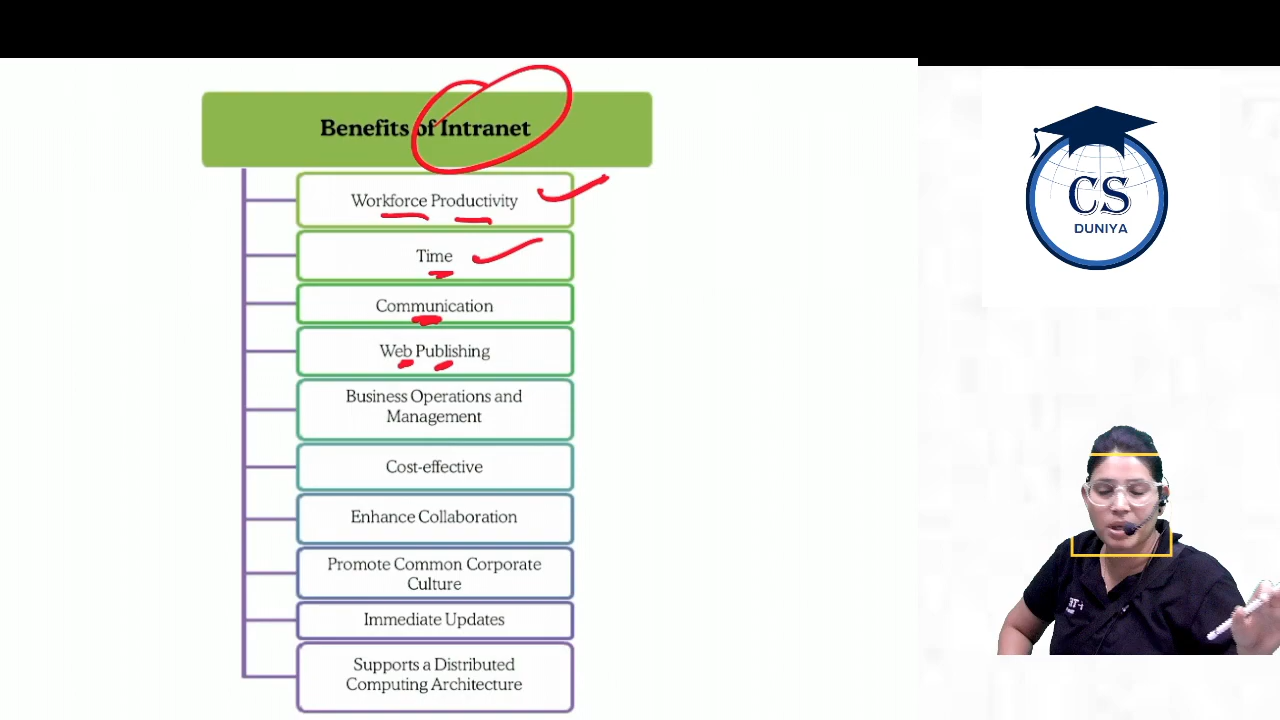 Benefits of Intranet
Workforce Productivity
Time
Communication
Web Publishing
Business Operations and
Management
Cost-effective
Enhance Collaboration
Promote Common Corporate
Culture
Immediate Updates
Supports a Distributed
Computing Architecture
CS
DUNIYA